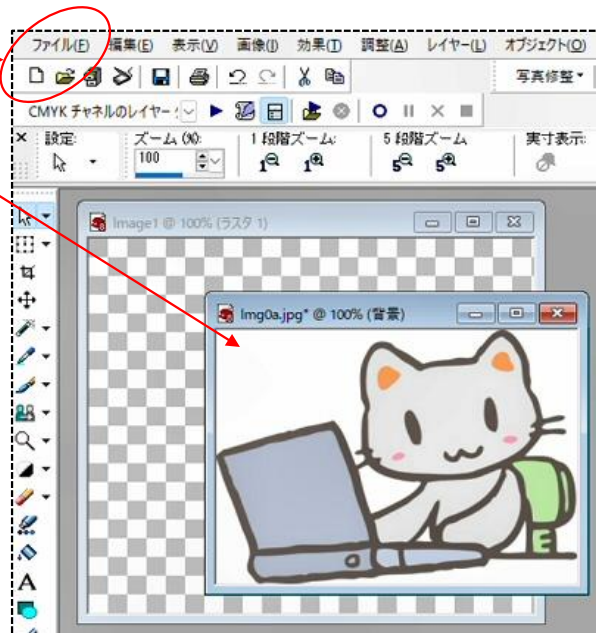 ファイル(F) 編集(E) 表示(V) 画像(I) 効果(T) 調整(A) レイヤー(L) オブジェクト(O)
写真修整
CMYK チャネルのレイヤー
設定: ズーム (%): 1 段階ズーム: 5 段階ズーム 実寸表示:
100 1 1 5 5
Image1 @ 100% (ラスタ 1)
Img0a.jpg* @ 100% (背景)
A